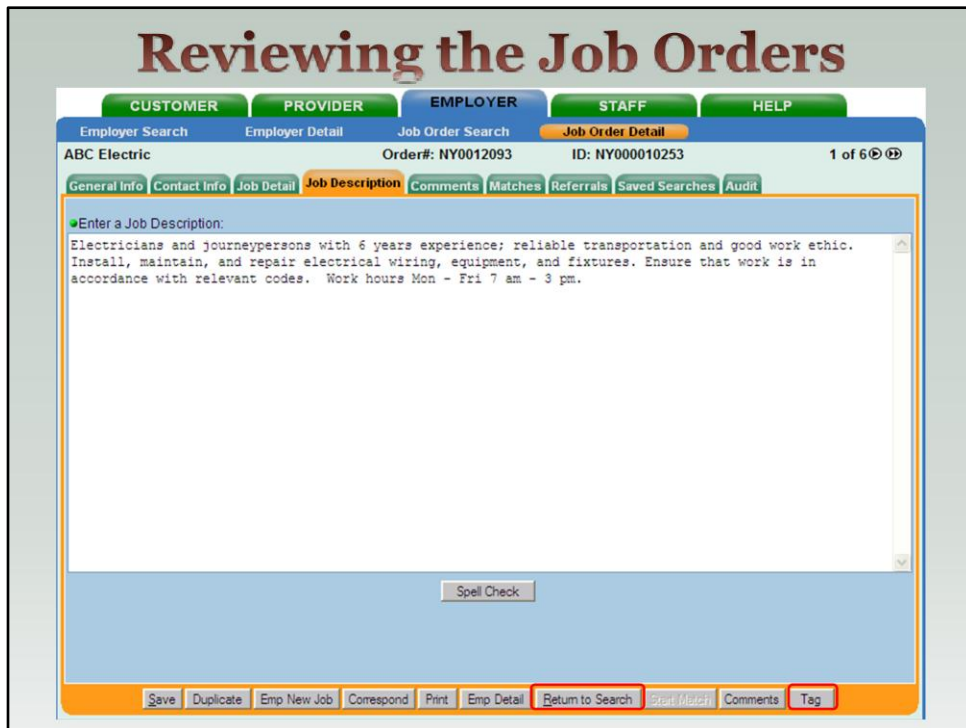 Reviewing the Job Orders
CUSTOMER PROVIDER EMPLOYER STAFF HELP
Employer Search Employer Detail Job Order Search Job Order Detail
ABC Electric Order#: NY0012093 ID: NY000010253 1 of 6
General Info Contact Info Job Detail Job Description Comments Matches Referrals Saved Searches Audit
Enter a Job Description:
Electricians and journeypersons with 6 years experience; reliable transportation and good work ethic.
Install, maintain, and repair electrical wiring, equipment, and fixtures. Ensure that work is in
accordance with relevant codes. Work hours Mon - Fri 7 am - 3 pm.
Spell Check
Save Duplicate Emp New Job Correspond Print Emp Detail Return to Search Start Match Comments Tag